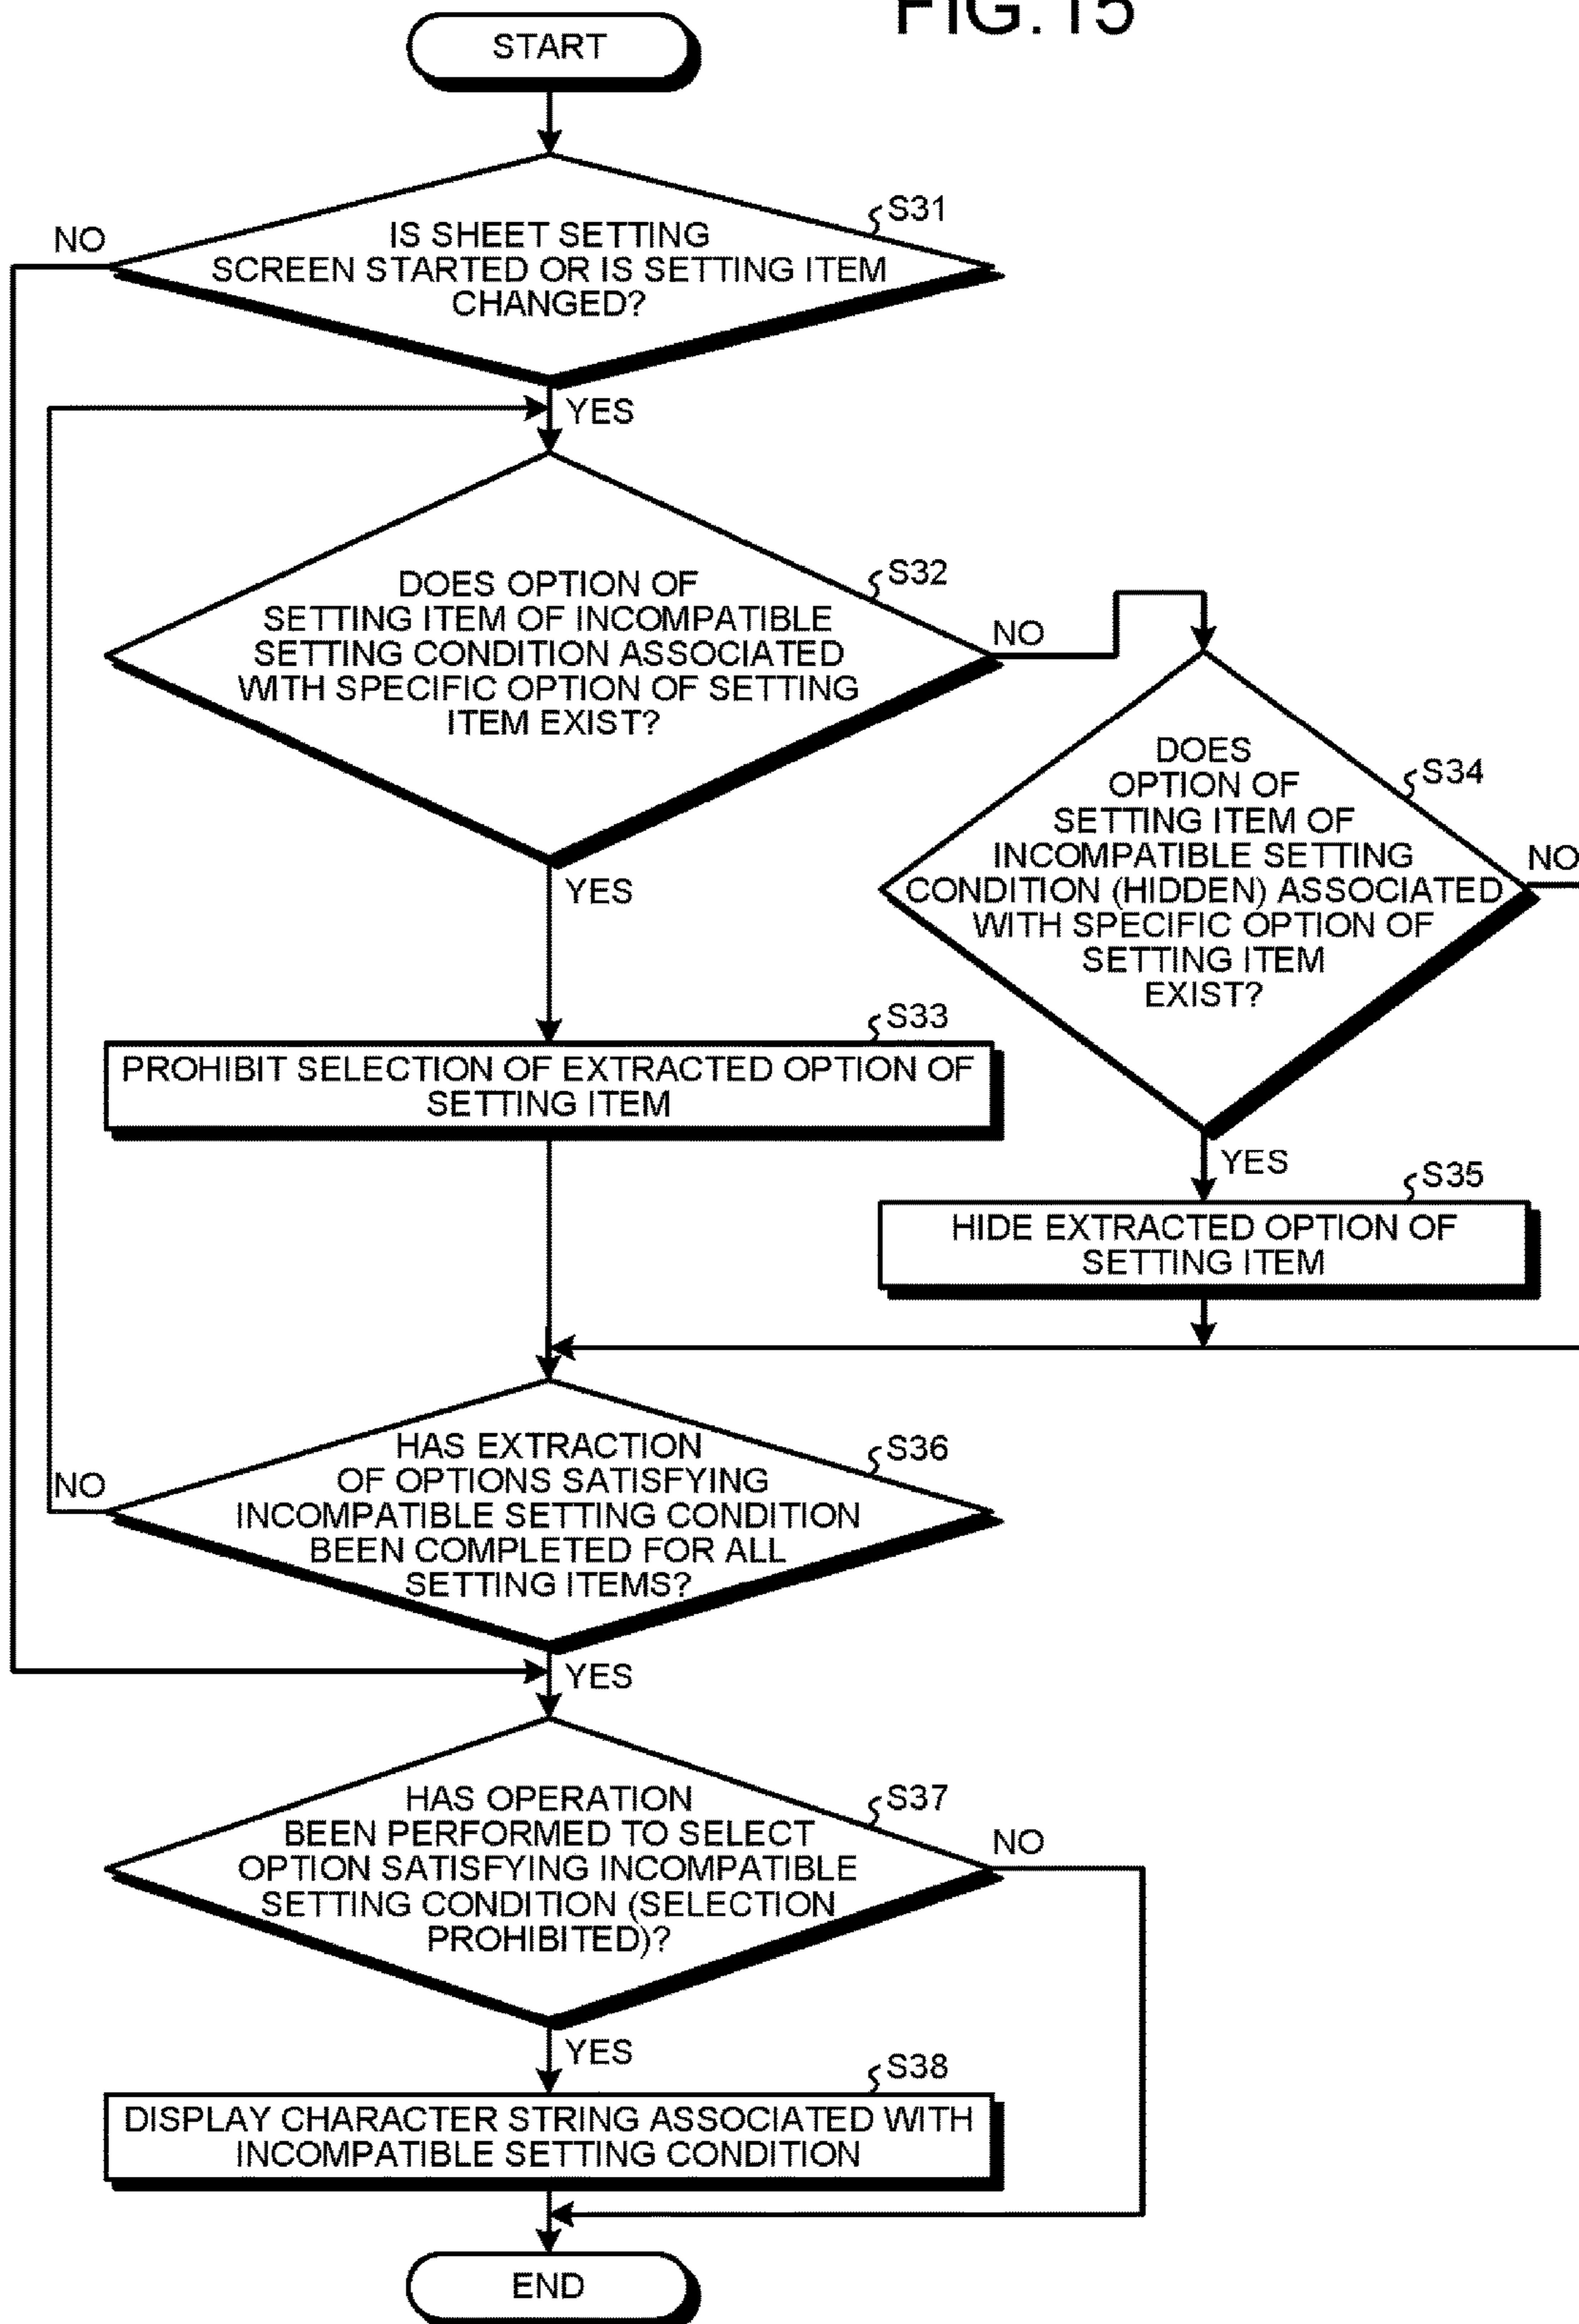 FIG.15
START
S31
NO
IS SHEET SETTING
SCREEN STARTED OR IS SETTING ITEM
CHANGED?
YES
S32
DOES OPTION OF
SETTING ITEM OF INCOMPATIBLE
SETTING CONDITION ASSOCIATED
WITH SPECIFIC OPTION OF SETTING
ITEM EXIST?
NO
YES
S34
DOES
OPTION OF
SETTING ITEM OF
INCOMPATIBLE SETTING
CONDITION (HIDDEN) ASSOCIATED
WITH SPECIFIC OPTION OF
SETTING ITEM
EXIST?
NO
S33
PROHIBIT SELECTION OF EXTRACTED OPTION OF
SETTING ITEM
YES
S35
HIDE EXTRACTED OPTION OF
SETTING ITEM
S36
NO
HAS EXTRACTION
OF OPTIONS SATISFYING
INCOMPATIBLE SETTING CONDITION
BEEN COMPLETED FOR ALL
SETTING ITEMS?
YES
S37
HAS OPERATION
BEEN PERFORMED TO SELECT
OPTION SATISFYING INCOMPATIBLE
SETTING CONDITION (SELECTION
PROHIBITED)?
NO
YES
S38
DISPLAY CHARACTER STRING ASSOCIATED WITH
INCOMPATIBLE SETTING CONDITION
END